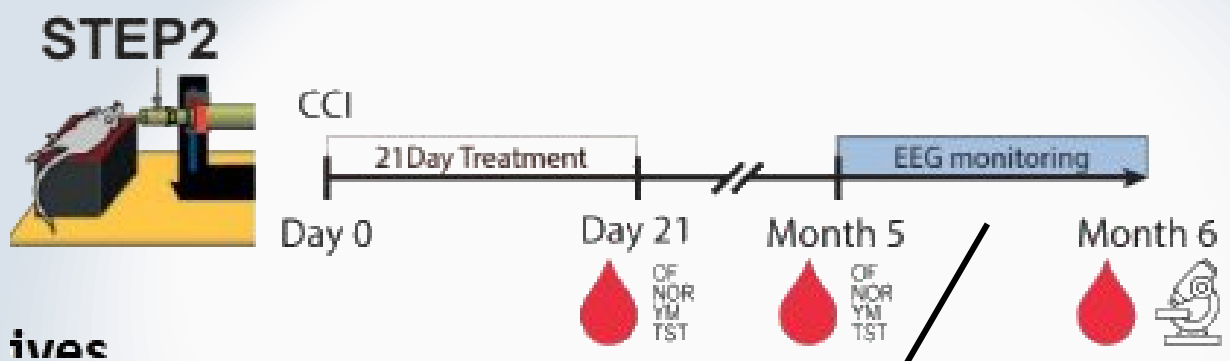 STEP2
CCI
21Day Treatment
EEG monitoring
Day 0
Day 21
Month 5
Month 6
OF
NOR
YM
TST
OF
NOR
YM
TST
ives